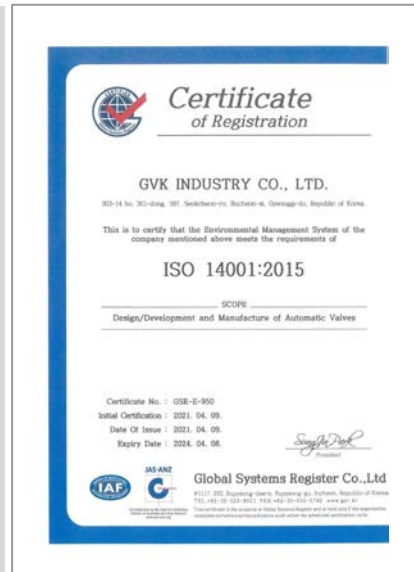 Certificate
of Registration
GVK INDUSTRY CO., LTD.
This is to certify that the Environmental Management System of the
company mentioned above meets the requirements of
ISO 14001:2015
SCOPE
Design/Development and Manufacture of Automatic Valves
Certificate No. : GSR-E-950
Initial Certification : 2021. 04. 09.
Date Of Issue : 2021. 04. 09.
Expiry Date : 2024. 04. 08.
President
IAF
JAS-ANZ
Global Systems Register Co.,Ltd